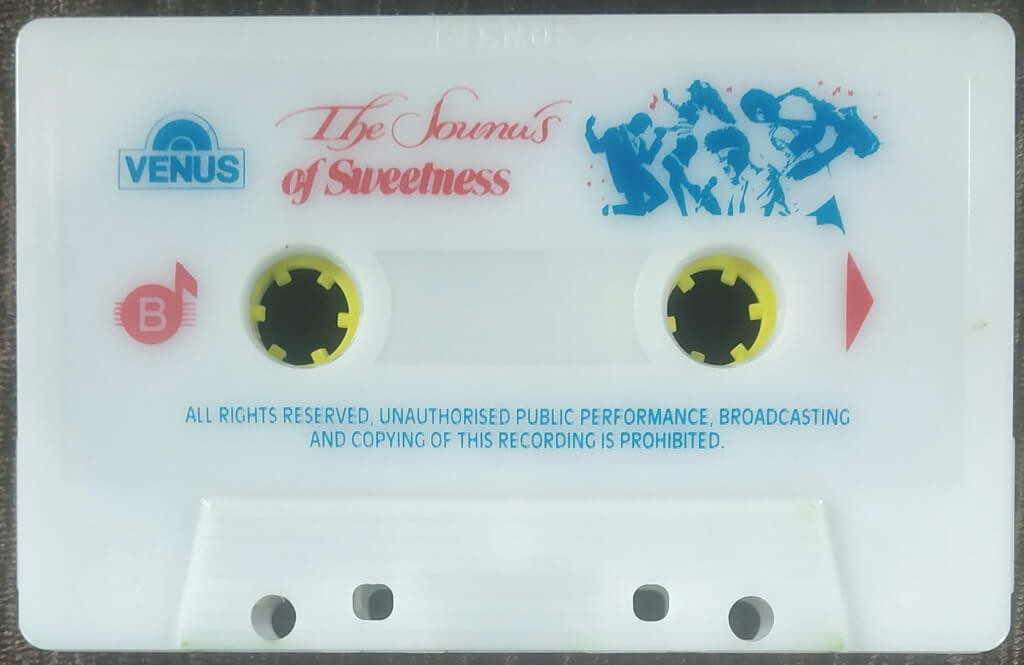 VENUS
The Sounds
of Sweetness
B
ALL RIGHTS RESERVED, UNAUTHORISED PUBLIC PERFORMANCE, BROADCASTING
AND COPYING OF THIS RECORDING IS PROHIBITED.